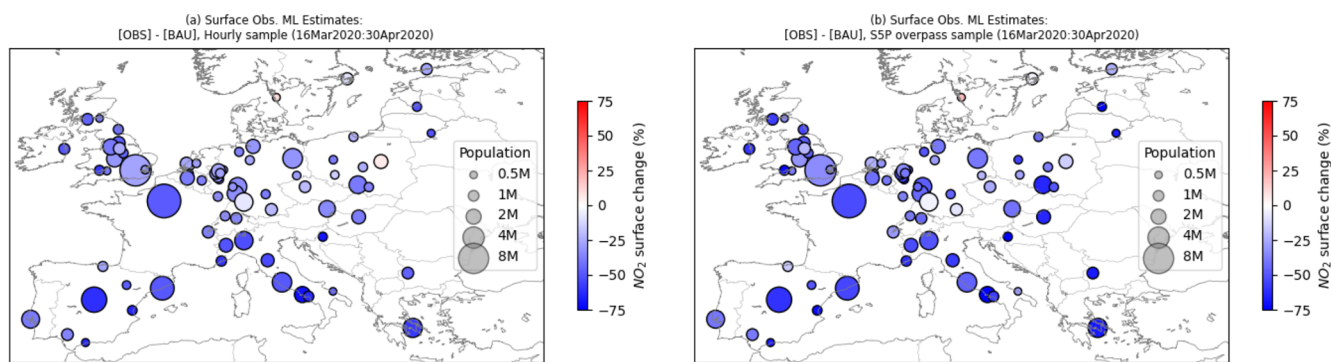 (a) Surface Obs. ML Estimates:
[OBS] - [BAU], Hourly sample (16Mar2020:30Apr2020)
Population
0.5M
1M
2M
4M
8M
75
50
25
0
−25
−50
−75
NO2 surface change (%)
(b) Surface Obs. ML Estimates:
[OBS] - [BAU], S5P overpass sample (16Mar2020:30Apr2020)
Population
0.5M
1M
2M
4M
8M
75
50
25
0
−25
−50
−75
NO2 surface change (%)